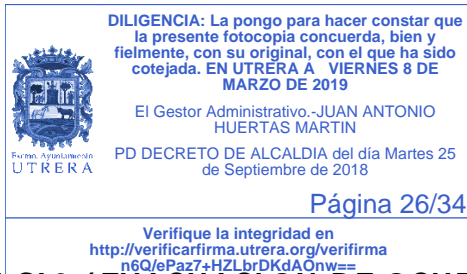 DILIGENCIA: La pongo para hacer constar que
la presente fotocopia concuerda, bien y
fielmente, con su original, con el que ha sido
cotejada. EN UTRERA A VIERNES 8 DE
MARZO DE 2019
El Gestor Administrativo.-JUAN ANTONIO
HUERTAS MARTIN
PD DECRETO DE ALCALDIA del día Martes 25
de Septiembre de 2018
Excmo. Ayuntamiento
UTRERA
Página 26/34
Verifique la integridad en
http://verificarfirma.utrera.org/verifirma
n6Q/ePaz7+HZLbrDKdAOnw==